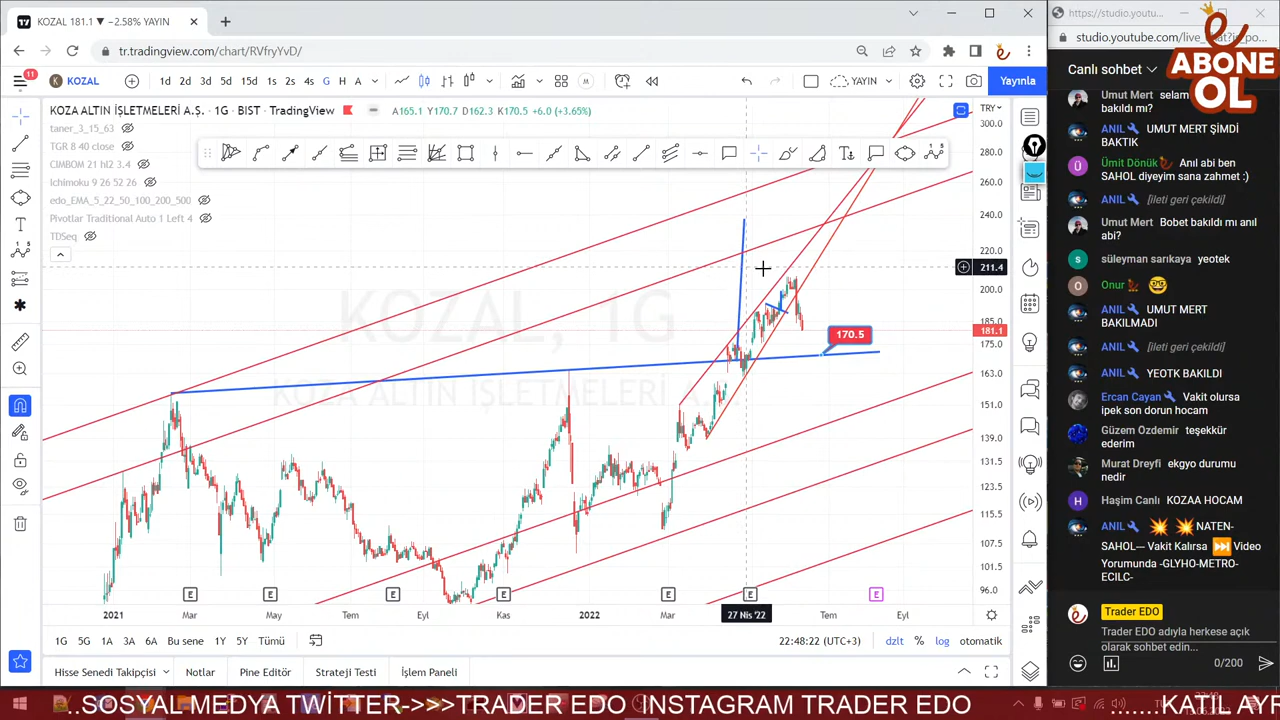 KOZAL 181.1 ▼ −2.58% YAYIN
tr.tradingview.com/chart/RVfryYvD/
11
KOZAL
1d 2d 3d 5d 15d 1s 2s 4s G H A
YAYIN
Yayınla
KOZA ALTIN İŞLETMELERİ A.Ş. · 1G · BIST · TradingView
A165.1 Y170.7 D162.3 K170.5 +6.0 (+3.65%)
taner_3_15_63
TGR 8 40 close
CIMBOM 21 hl2 3.4
Ichimoku 9 26 52 26
edo_EMA_5_22_50_100_200_500
Pivotlar Traditional Auto 1 Left 4
TDSeq
KOZAL, 1G
KOZA ALTIN İŞLETMELERİ A.Ş.
170.5
TRY
300.0
280.0
260.0
240.0
220.0
211.4
200.0
185.0
181.1
175.0
163.0
151.0
139.0
131.5
123.5
115.5
107.5
101.5
96.0
E E E E E E E
2021 Mar May Tem Eyl Kas 2022 Mar 27 Nis '22 Tem Eyl
1G 5G 1A 3A 6A Bu sene 1Y 5Y Tümü
22:48:22 (UTC+3)
dzlt % log otomatik
Hisse Senedi Takipçisi Notlar Pine Editör Strateji Testi İşlem Paneli
https://studio.youtu...
studio.youtube.com/live_chat?is_po...
e
ABONE
OL
Canlı sohbet
Umut Mert selam
bakıldı mı?
ANIL UMUT MERT ŞİMDİ
BAKTIK
Ü
Ümit Dönük Anıl abi ben
SAHOL diyeyim sana zahmet :)
ANIL [ileti geri çekildi]
Umut Mert Bobet bakıldı mı anıl
abi?
s
süleyman sarıkaya yeotek
O
Onur
ANIL UMUT MERT
BAKILMADI
ANIL [ileti geri çekildi]
ANIL YEOTK BAKILDI
Ercan Cayan Vakit olursa
ipek son dorun hocam
Güzem Ozdemir teşekkür
ederim
Murat Dreyfi ekgyo durumu
nedir
H
Haşim Canlı KOZAA HOCAM
ANIL NATEN-
SAHOL--- Vakit Kalırsa Video
Yorumunda -GLYHO-METRO-
ECILC-
Trader EDO
Trader EDO adıyla herkese açık
olarak sohbet edin...
0/200
...SOSYAL MEDYA TWİTTER->>>TRADER EDO INSTAGRAM TRADER EDO ........KATIL AYR